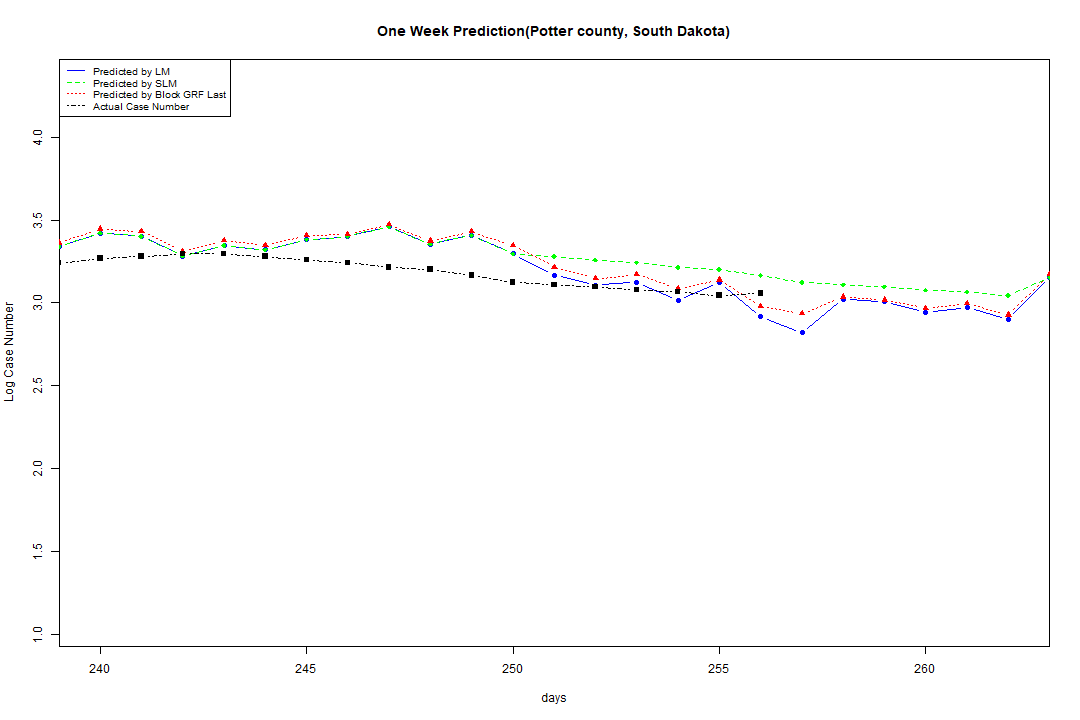 One Week Prediction(Potter county, South Dakota)
Predicted by LM
Predicted by SLM
Predicted by Block GRF Last
Actual Case Number
Log Case Number
4.0
3.5
3.0
2.5
2.0
1.5
1.0
240 245 250 255 260
days